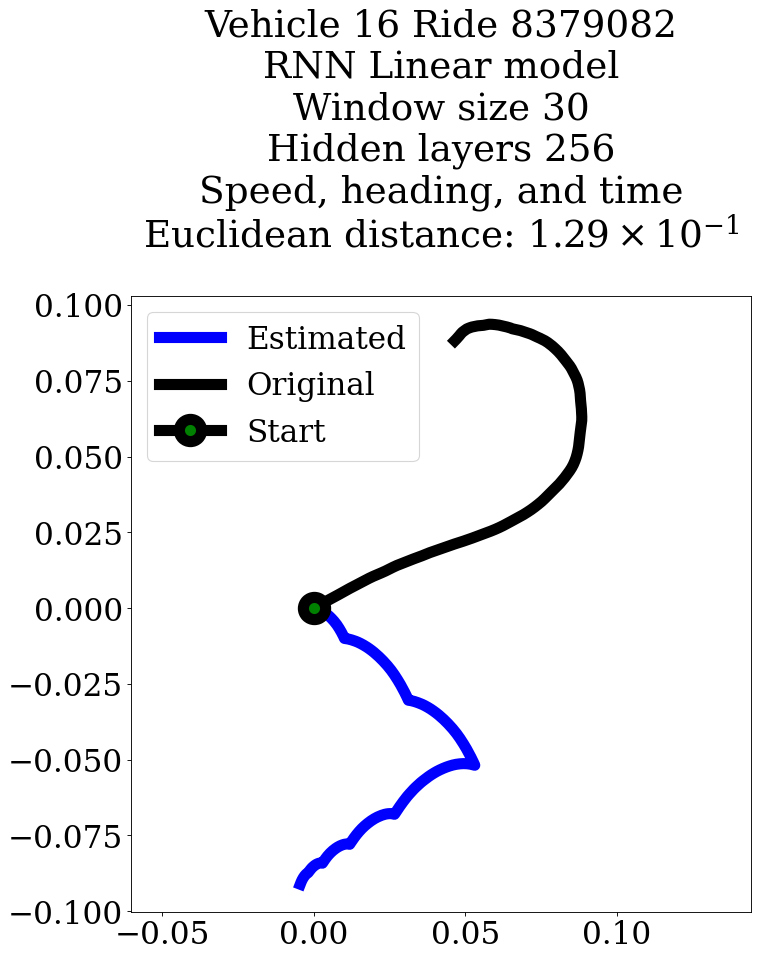 Vehicle 16 Ride 8379082
RNN Linear model
Window size 30
Hidden layers 256
Speed, heading, and time
Euclidean distance: 1.29 × 10⁻¹
Estimated
Original
Start
0.100
0.075
0.050
0.025
0.000
−0.025
−0.050
−0.075
−0.100
−0.05 0.00 0.05 0.10